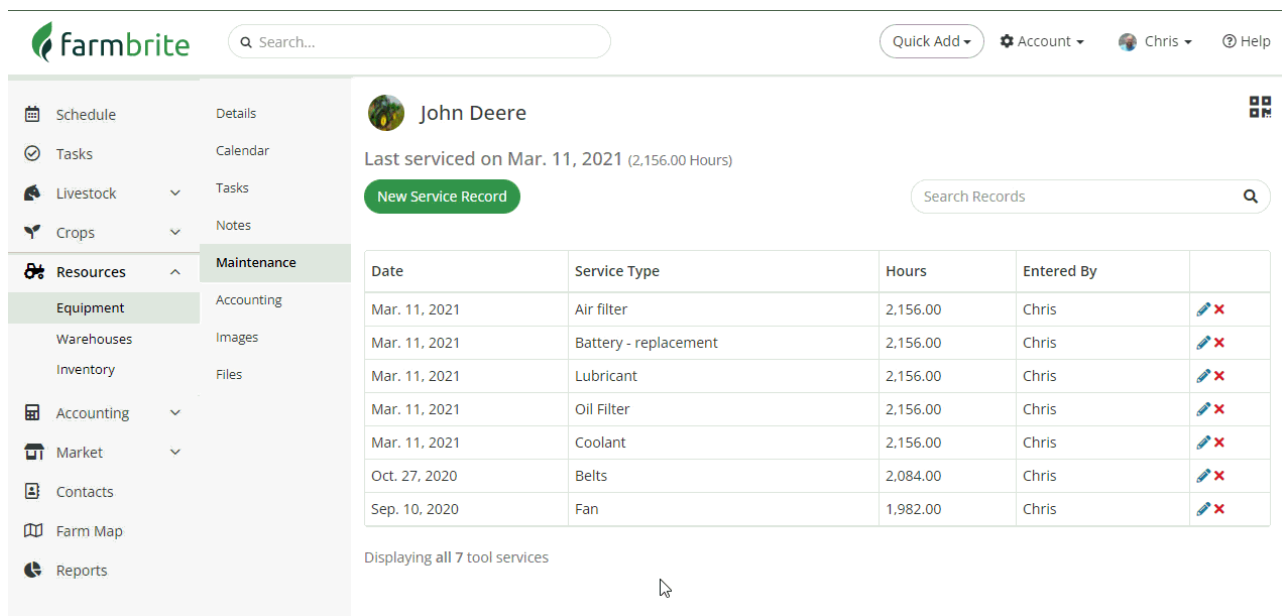 farmbrite
Search...
Quick Add
Account
Chris
Help
Schedule
Tasks
Livestock
Crops
Resources
Equipment
Warehouses
Inventory
Accounting
Market
Contacts
Farm Map
Reports
Details
Calendar
Tasks
Notes
Maintenance
Accounting
Images
Files
John Deere
Last serviced on Mar. 11, 2021 (2,156.00 Hours)
New Service Record
Search Records
Date Service Type Hours Entered By
Mar. 11, 2021 Air filter 2,156.00 Chris
Mar. 11, 2021 Battery - replacement 2,156.00 Chris
Mar. 11, 2021 Lubricant 2,156.00 Chris
Mar. 11, 2021 Oil Filter 2,156.00 Chris
Mar. 11, 2021 Coolant 2,156.00 Chris
Oct. 27, 2020 Belts 2,084.00 Chris
Sep. 10, 2020 Fan 1,982.00 Chris
Displaying all 7 tool services